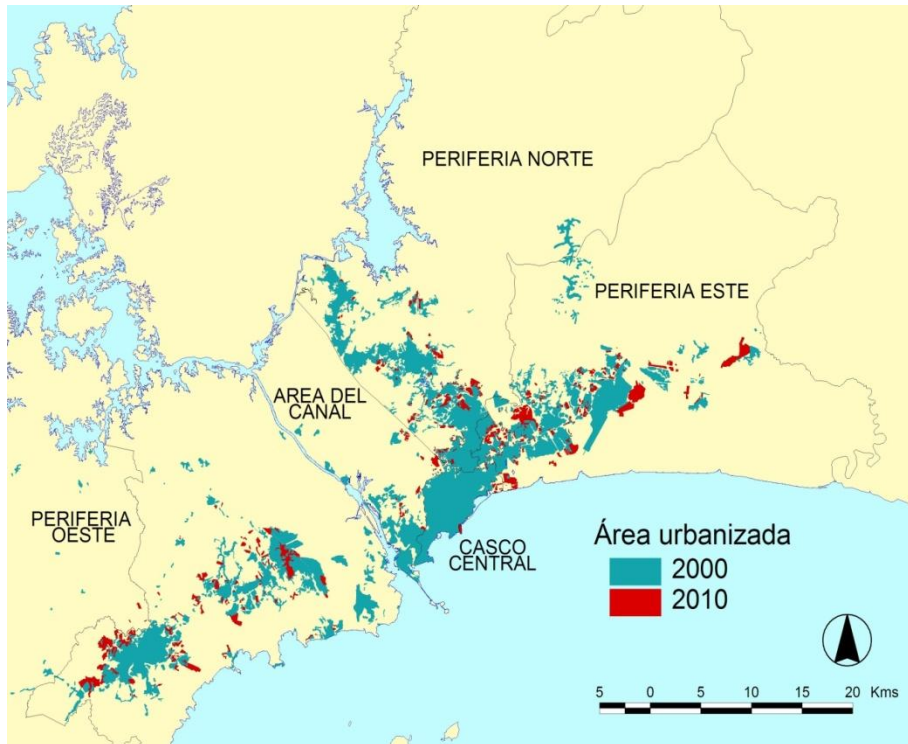 PERIFERIA NORTE
PERIFERIA ESTE
AREA DEL
CANAL
PERIFERIA
OESTE
CASCO
CENTRAL
Área urbanizada
2000
2010
5 0 5 10 15 20 Kms